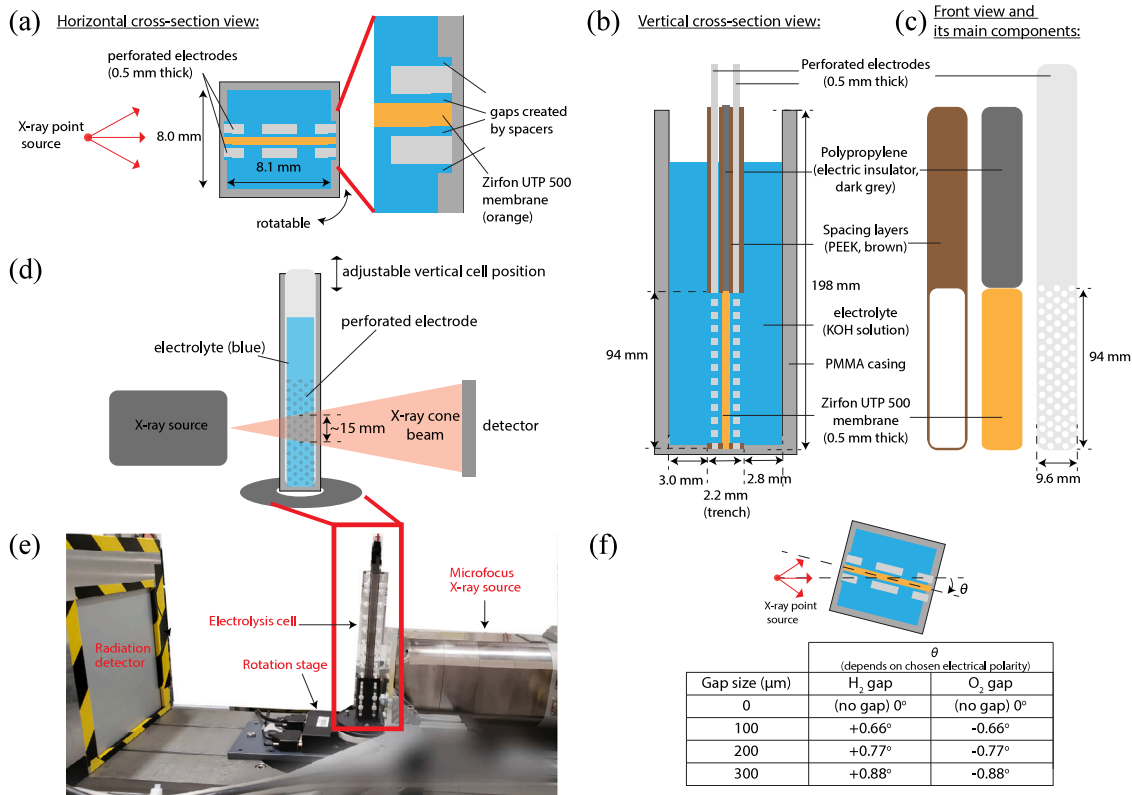 (a)
Horizontal cross-section view:
perforated electrodes
(0.5 mm thick)
X-ray point
source
8.0 mm
8.1 mm
rotatable
gaps created
by spacers
Zirfon UTP 500
membrane
(orange)
(b)
Vertical cross-section view:
Perforated electrodes
(0.5 mm thick)
Polypropylene
(electric insulator,
dark grey)
Spacing layers
(PEEK, brown)
198 mm
electrolyte
(KOH solution)
94 mm
PMMA casing
Zirfon UTP 500
membrane
(0.5 mm thick)
3.0 mm
2.8 mm
2.2 mm
(trench)
(c)
Front view and
its main components:
94 mm
9.6 mm
(d)
adjustable vertical cell position
perforated electrode
electrolyte (blue)
X-ray source
~15 mm
X-ray cone
beam
detector
(e)
Microfocus
X-ray source
Electrolysis cell
Radiation
detector
Rotation stage
(f)
X-ray point
source
θ
θ
(depends on chosen electrical polarity)
Gap size (μm) H₂ gap O₂ gap
0 (no gap) 0° (no gap) 0°
100 +0.66° -0.66°
200 +0.77° -0.77°
300 +0.88° -0.88°